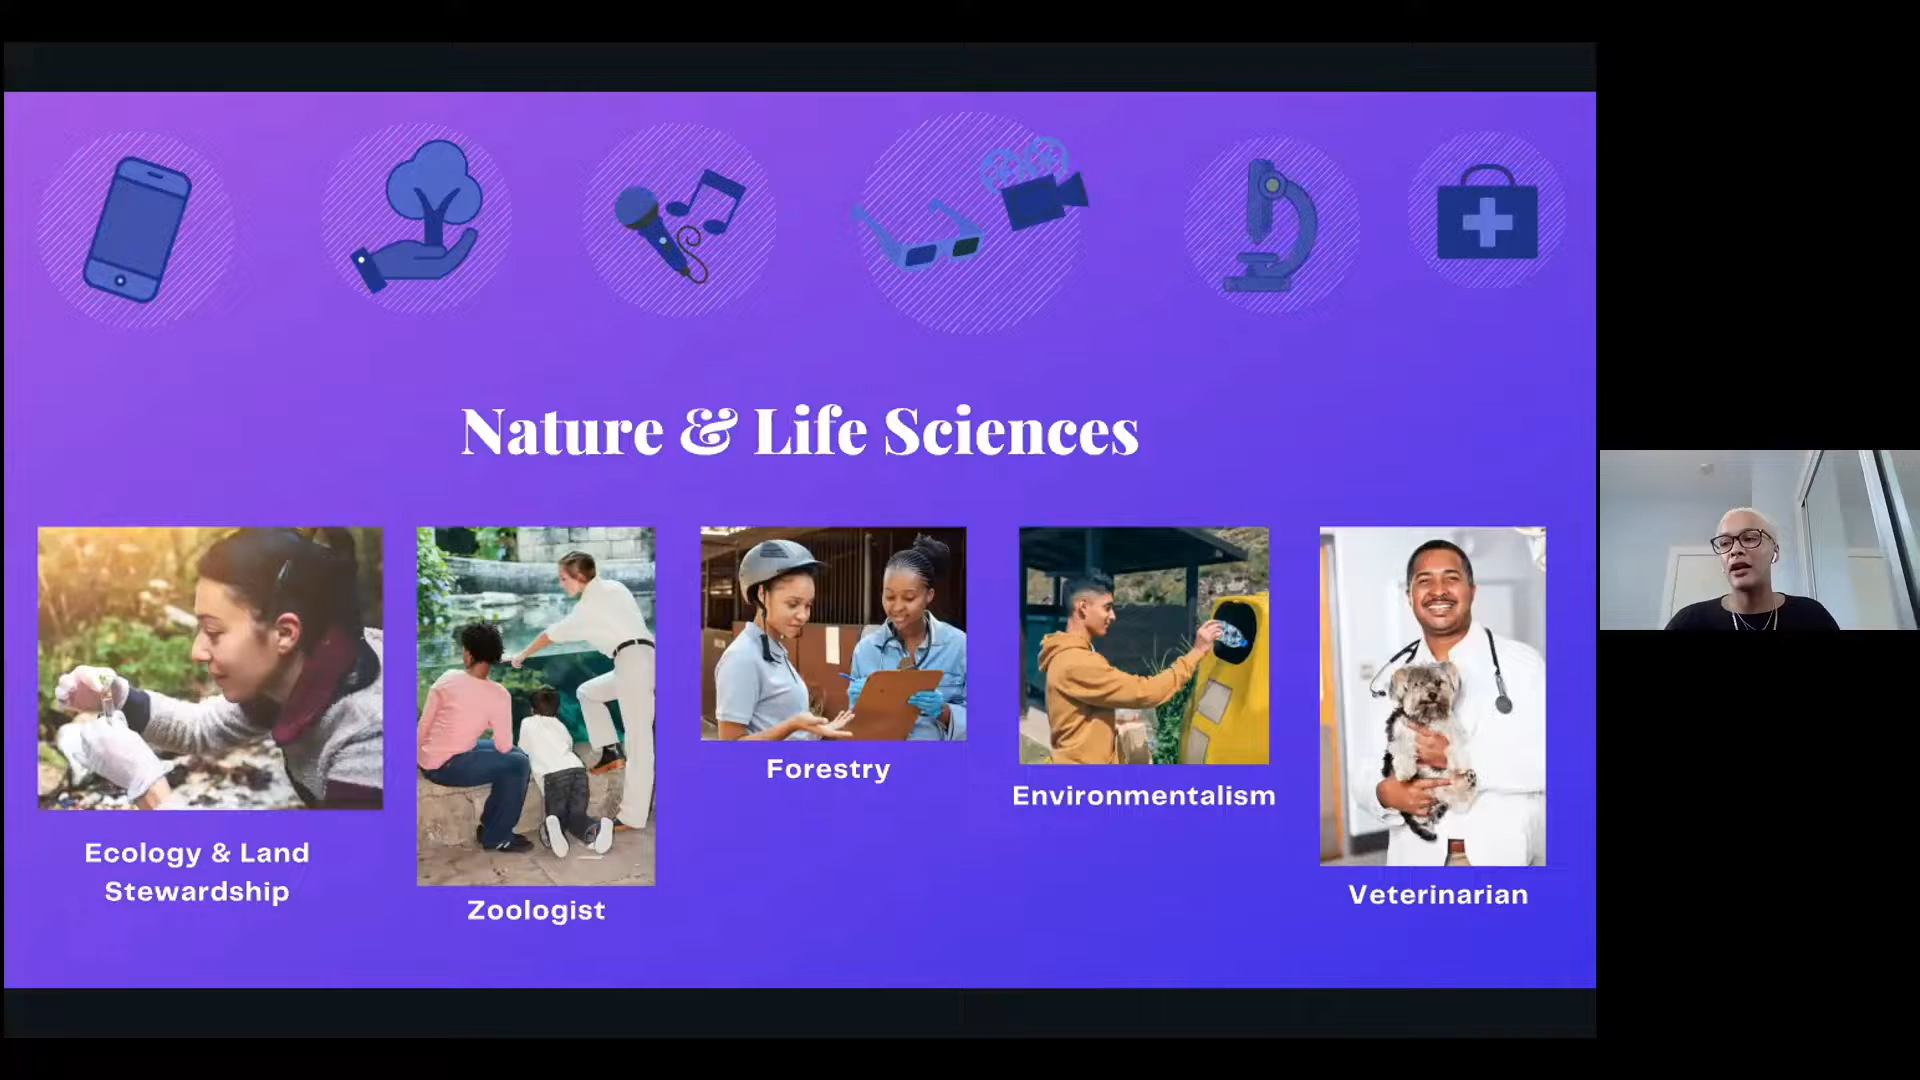 Nature & Life Sciences
Ecology & Land
Stewardship
Zoologist
Forestry
Environmentalism
Veterinarian